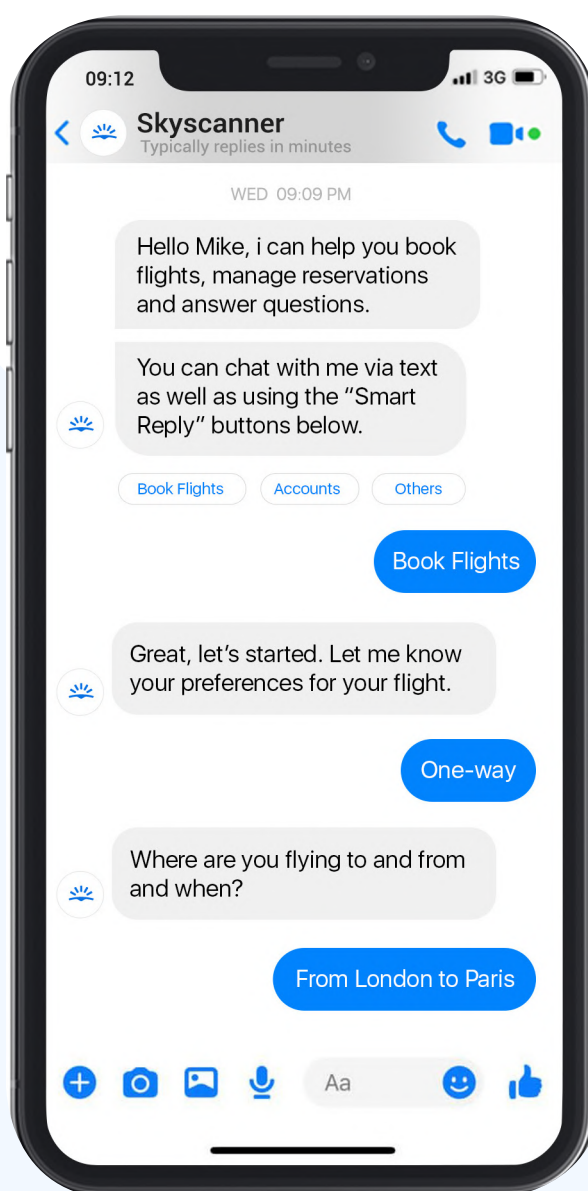 09:12
3G
Skyscanner
Typically replies in minutes
WED 09:09 PM
Hello Mike, i can help you book
flights, manage reservations
and answer questions.
You can chat with me via text
as well as using the “Smart
Reply” buttons below.
Book Flights
Accounts
Others
Book Flights
Great, let’s started. Let me know
your preferences for your flight.
One-way
Where are you flying to and from
and when?
From London to Paris
Aa